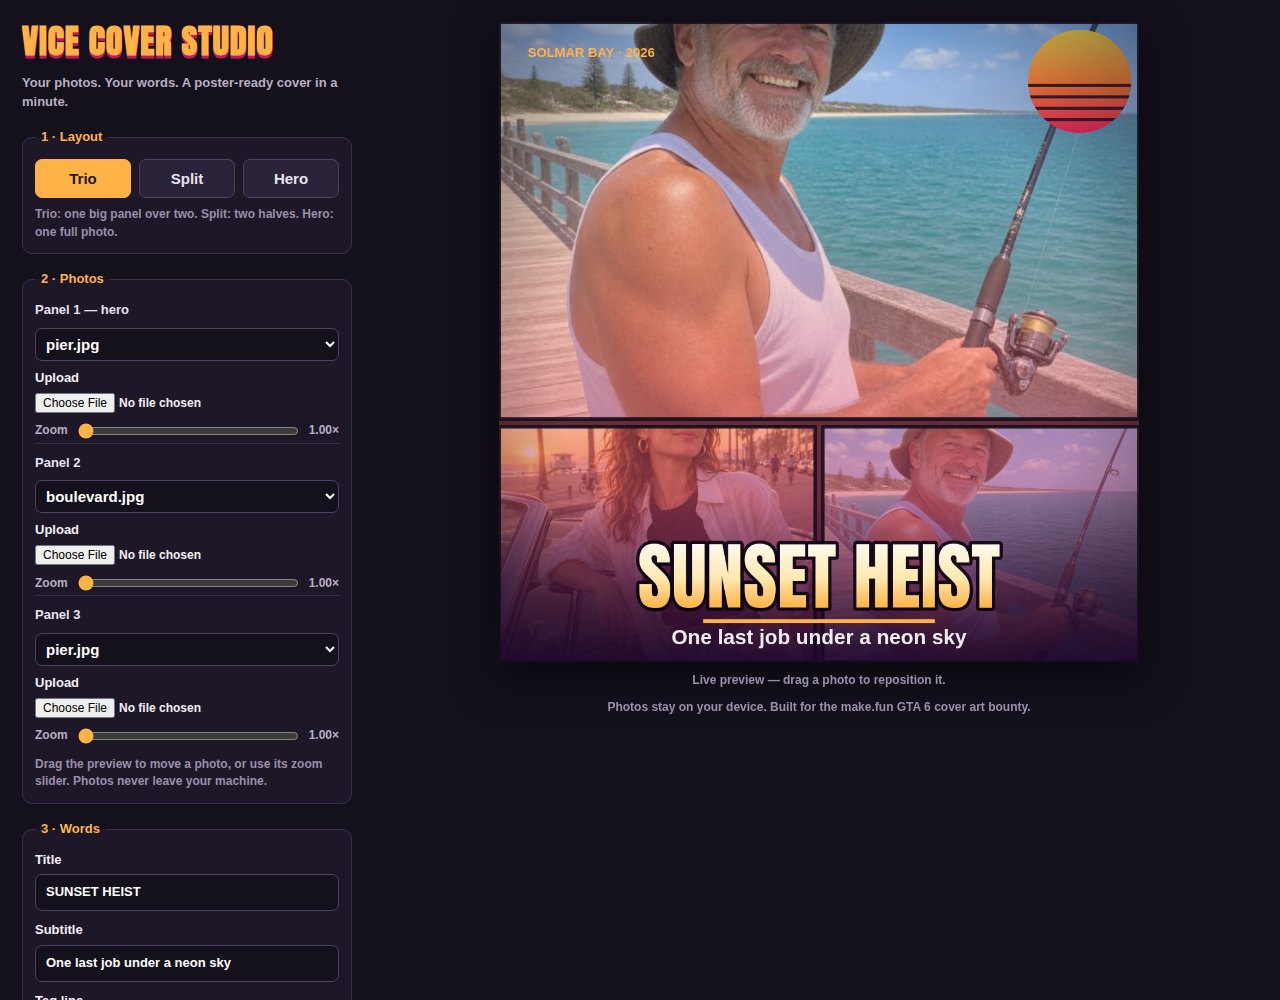 VICE COVER STUDIO
Your photos. Your words. A poster-ready cover in a
minute.
1 · Layout
Trio
Split
Hero
Trio: one big panel over two. Split: two halves. Hero:
one full photo.
2 · Photos
Panel 1 — hero
pier.jpg
Upload
Choose File No file chosen
Zoom 1.00×
Panel 2
boulevard.jpg
Upload
Choose File No file chosen
Zoom 1.00×
Panel 3
pier.jpg
Upload
Choose File No file chosen
Zoom 1.00×
Drag the preview to move a photo, or use its zoom
slider. Photos never leave your machine.
3 · Words
Title
SUNSET HEIST
Subtitle
One last job under a neon sky
Tag line
SOLMAR BAY · 2026
SUNSET HEIST
One last job under a neon sky
Live preview — drag a photo to reposition it.
Photos stay on your device. Built for the make.fun GTA 6 cover art bounty.